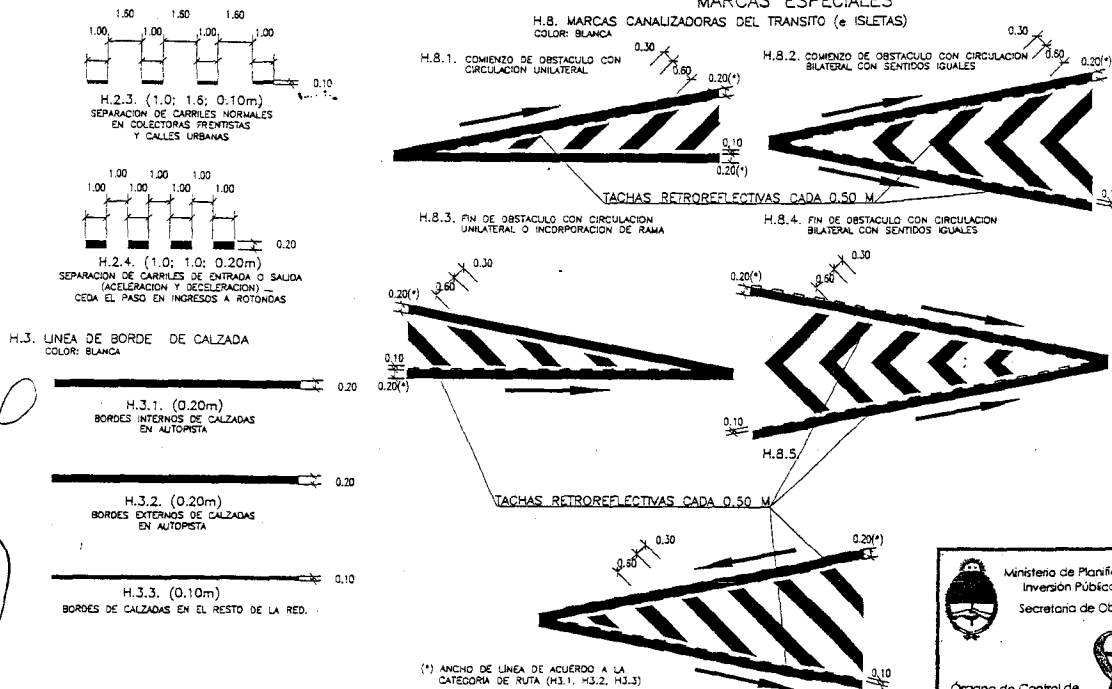 MARCAS ESPECIALES
1.60 1.60 1.60
1.00 1.00 1.00 1.00
0.10
H.2.3. (1.0; 1.6; 0.10m)
SEPARACION DE CARRILES NORMALES
EN COLECTORAS FRENTISTAS
Y CALLES URBANAS
1.00 1.00 1.00
1.00 1.00 1.00 1.00
0.20
H.2.4. (1.0; 1.0; 0.20m)
SEPARACION DE CARRILES DE ENTRADA O SALIDA
(ACELERACION Y DECELERACION) –
CEDA EL PASO EN INGRESOS A ROTONDAS
H.3. LINEA DE BORDE DE CALZADA
COLOR: BLANCA
0.20
H.3.1. (0.20m)
BORDES INTERNOS DE CALZADAS
EN AUTOPISTA
0.20
H.3.2. (0.20m)
BORDES EXTERNOS DE CALZADAS
EN AUTOPISTA
0.10
H.3.3. (0.10m)
BORDES DE CALZADAS EN EL RESTO DE LA RED.
H.8. MARCAS CANALIZADORAS DEL TRANSITO (e ISLETAS)
COLOR: BLANCA
H.8.1. COMIENZO DE OBSTACULO CON
CIRCULACION UNILATERAL
0.30
0.60
0.20(*)
0.10
0.20(*)
H.8.2. COMIENZO DE OBSTACULO CON CIRCULACION
BILATERAL CON SENTIDOS IGUALES
0.30
0.60
0.20(*)
TACHAS RETROREFLECTIVAS CADA 0.50 M
H.8.3. FIN DE OBSTACULO CON CIRCULACION
UNILATERAL O INCORPORACION DE RAMA
0.30
0.60
0.20(*)
0.10
0.20(*)
H.8.4. FIN DE OBSTACULO CON CIRCULACION
BILATERAL CON SENTIDOS IGUALES
0.30
0.60
0.20(*)
0.10
H.8.5.
TACHAS RETROREFLECTIVAS CADA 0.50 M
0.30
0.60
0.20(*)
0.10
(*) ANCHO DE LINEA DE ACUERDO A LA
CATEGORIA DE RUTA (H3.1, H3.2, H3.3)
Ministerio de Planifi
Inversión Públic
Secretaría de Ob
Órgano de Control de